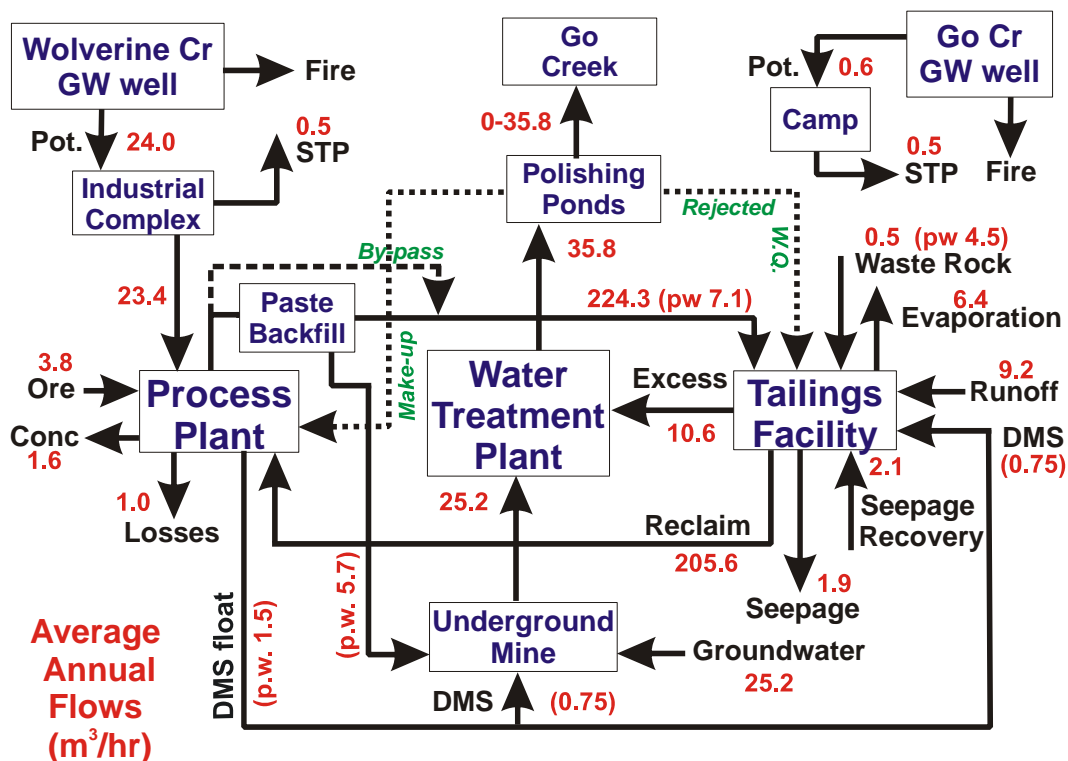 Wolverine Cr
GW well
Fire
Pot.
24.0
0.5
STP
Industrial
Complex
23.4
Go
Creek
0-35.8
Polishing
Ponds
35.8
Go Cr
GW well
Pot.
0.6
Camp
0.5
STP
Fire
Rejected
W.Q.
By-pass
Make-up
Paste
Backfill
224.3 (pw 7.1)
0.5 (pw 4.5)
Waste Rock
6.4
Evaporation
3.8
Ore
Process
Plant
Conc
1.6
1.0
Losses
Water
Treatment
Plant
Excess
10.6
Tailings
Facility
9.2
Runoff
DMS
(0.75)
2.1
Seepage
Recovery
25.2
Reclaim
205.6
1.9
Seepage
DMS float
(p.w. 1.5)
(p.w. 5.7)
Underground
Mine
Groundwater
25.2
DMS
(0.75)
Average
Annual
Flows
(m³/hr)